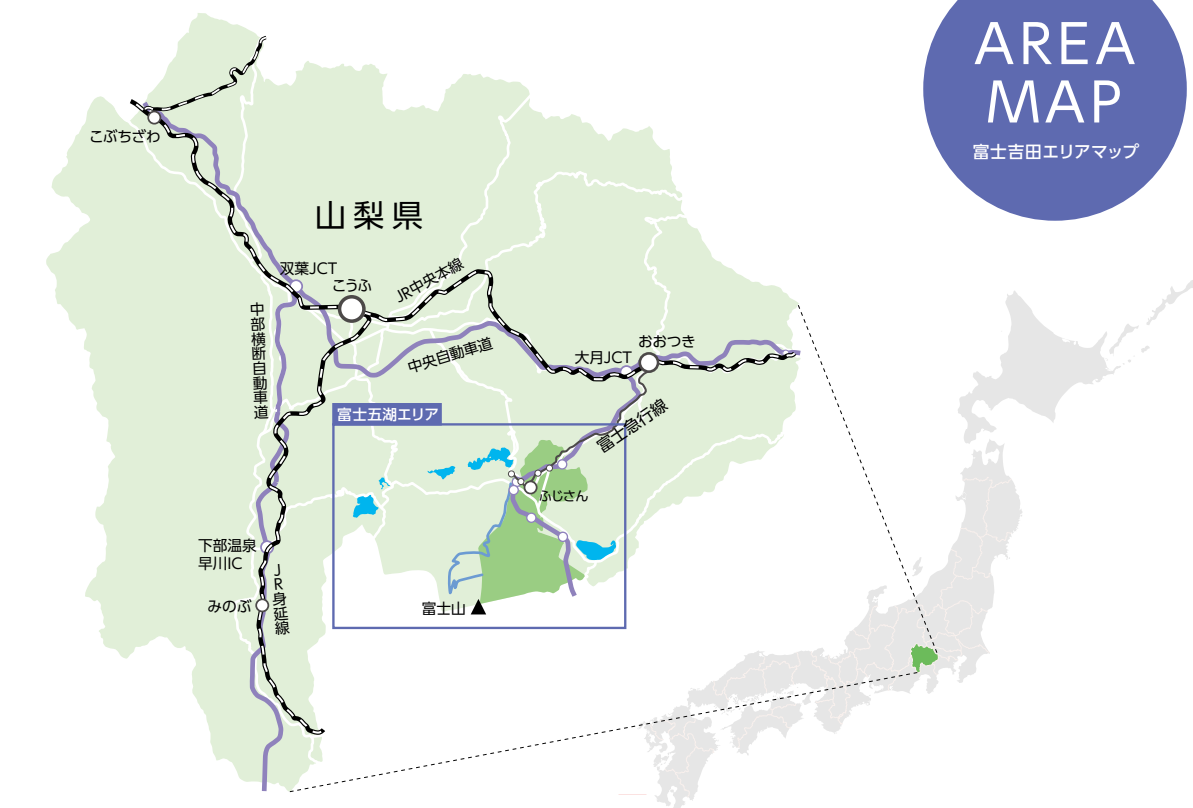 AREA
MAP
富士吉田エリアマップ
こぶちざわ
山梨県
双葉JCT
こうふ
JR中央本線
中部横断自動車道
中央自動車道
大月JCT
おおつき
富士五湖エリア
富士急行線
ふじさん
下部温泉
早川IC
JR身延線
みのぶ
富士山